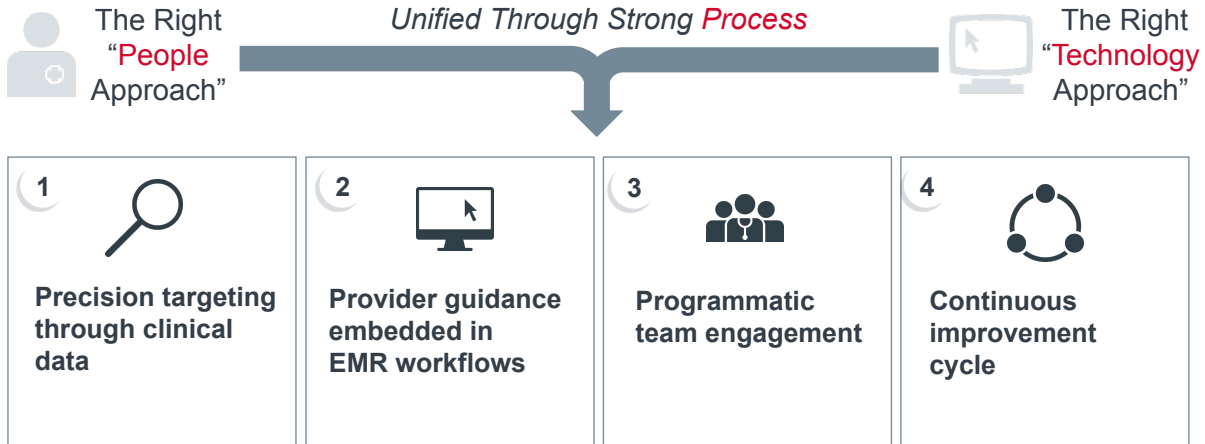 The Right
“People
Approach”
Unified Through Strong Process
The Right
“Technology
Approach”
1
Precision targeting
through clinical
data
2
Provider guidance
embedded in
EMR workflows
3
Programmatic
team engagement
4
Continuous
improvement
cycle